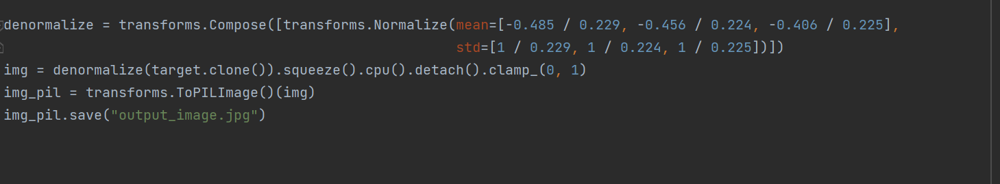 denormalize = transforms.Compose([transforms.Normalize(mean=[-0.485 / 0.229, -0.456 / 0.224, -0.406 / 0.225],
std=[1 / 0.229, 1 / 0.224, 1 / 0.225])])
img = denormalize(target.clone()).squeeze().cpu().detach().clamp_(0, 1)
img_pil = transforms.ToPILImage()(img)
img_pil.save("output_image.jpg")